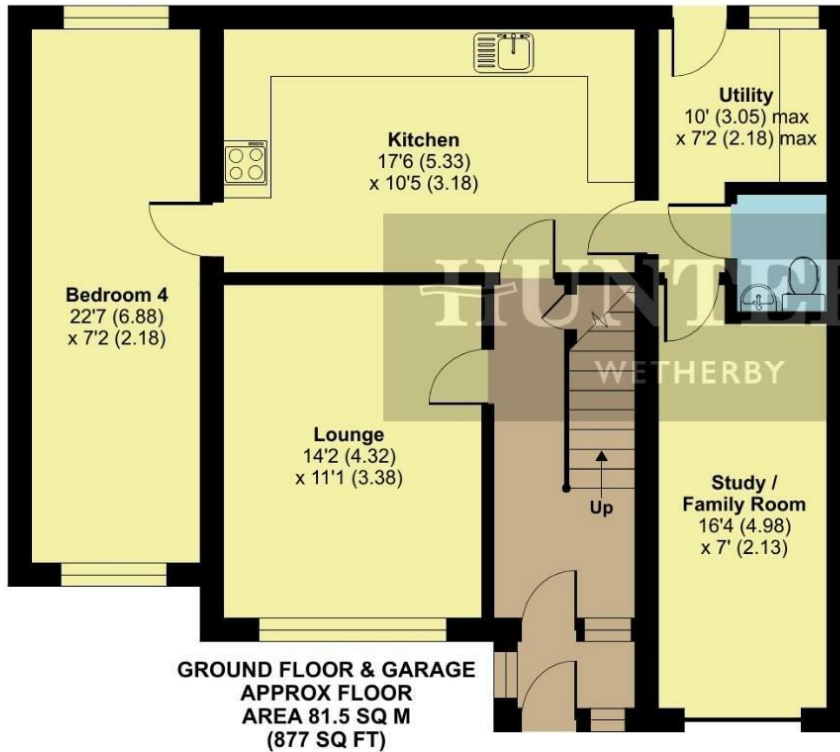 Utility
10' (3.05) max
x 7'2 (2.18) max
Kitchen
17'6 (5.33)
x 10'5 (3.18)
Bedroom 4
22'7 (6.88)
x 7'2 (2.18)
HUNTE
WETHERBY
Lounge
14'2 (4.32)
x 11'1 (3.38)
Up
Study /
Family Room
16'4 (4.98)
x 7' (2.13)
GROUND FLOOR & GARAGE
APPROX FLOOR
AREA 81.5 SQ M
(877 SQ FT)